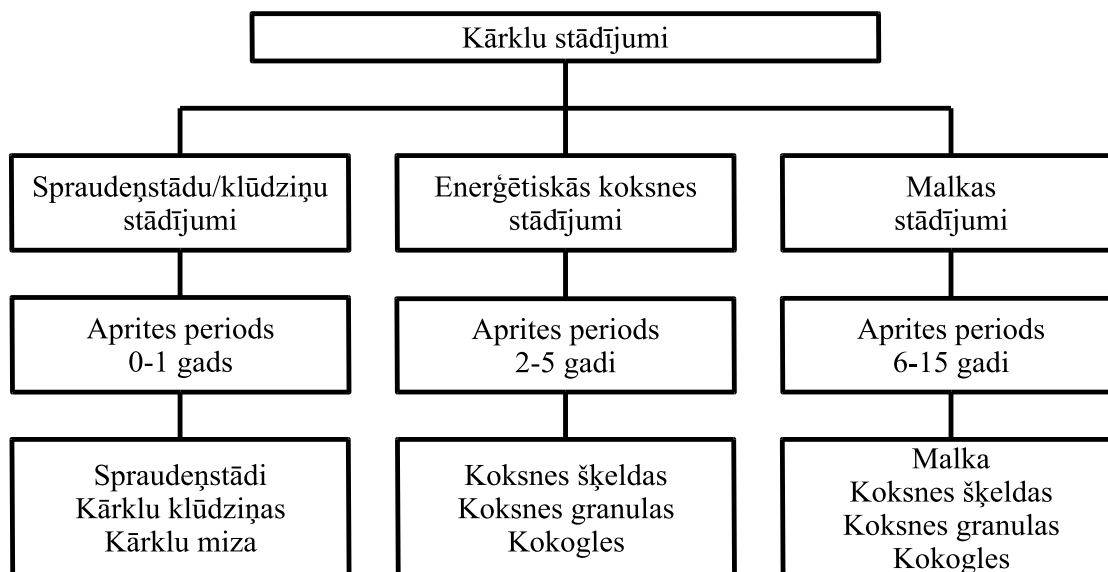 Kārklu stādījumi
Spraudeņstādu/klūdziņu
stādījumi
Enerģētiskās koksnes
stādījumi
Malkas
stādījumi
Aprites periods
0-1 gads
Aprites periods
2-5 gadi
Aprites periods
6-15 gadi
Spraudeņstādi
Kārklu klūdziņas
Kārklu miza
Koksnes šķeldas
Koksnes granulas
Kokogles
Malka
Koksnes šķeldas
Koksnes granulas
Kokogles